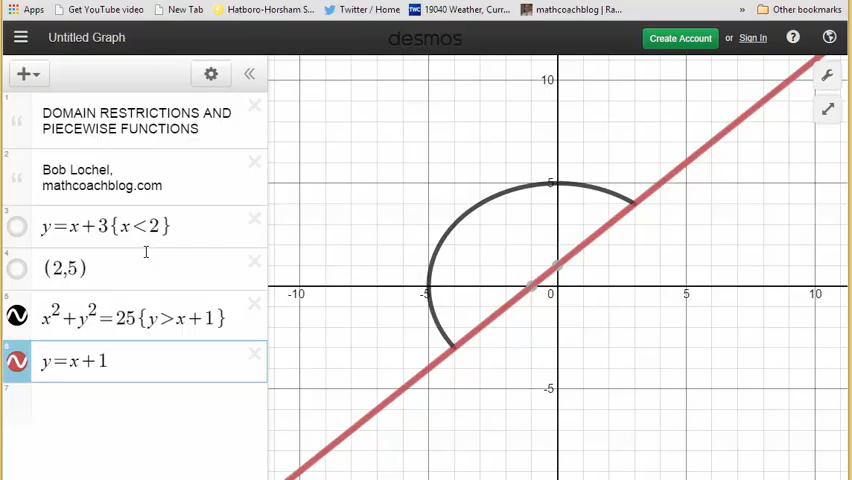 Apps Get YouTube video New Tab Hatboro-Horsham S... Twitter / Home TWC 19040 Weather, Curr... mathcoachblog | Ra... Other bookmarks
Untitled Graph desmos Create Account or Sign In ?
1 DOMAIN RESTRICTIONS AND
PIECEWISE FUNCTIONS
2 Bob Lochel,
mathcoachblog.com
3 y=x+3{x<2}
4 (2,5)
5 x²+y²=25{y>x+1}
6 y=x+1
7
10
5
-10 -5 0 5 10
-5